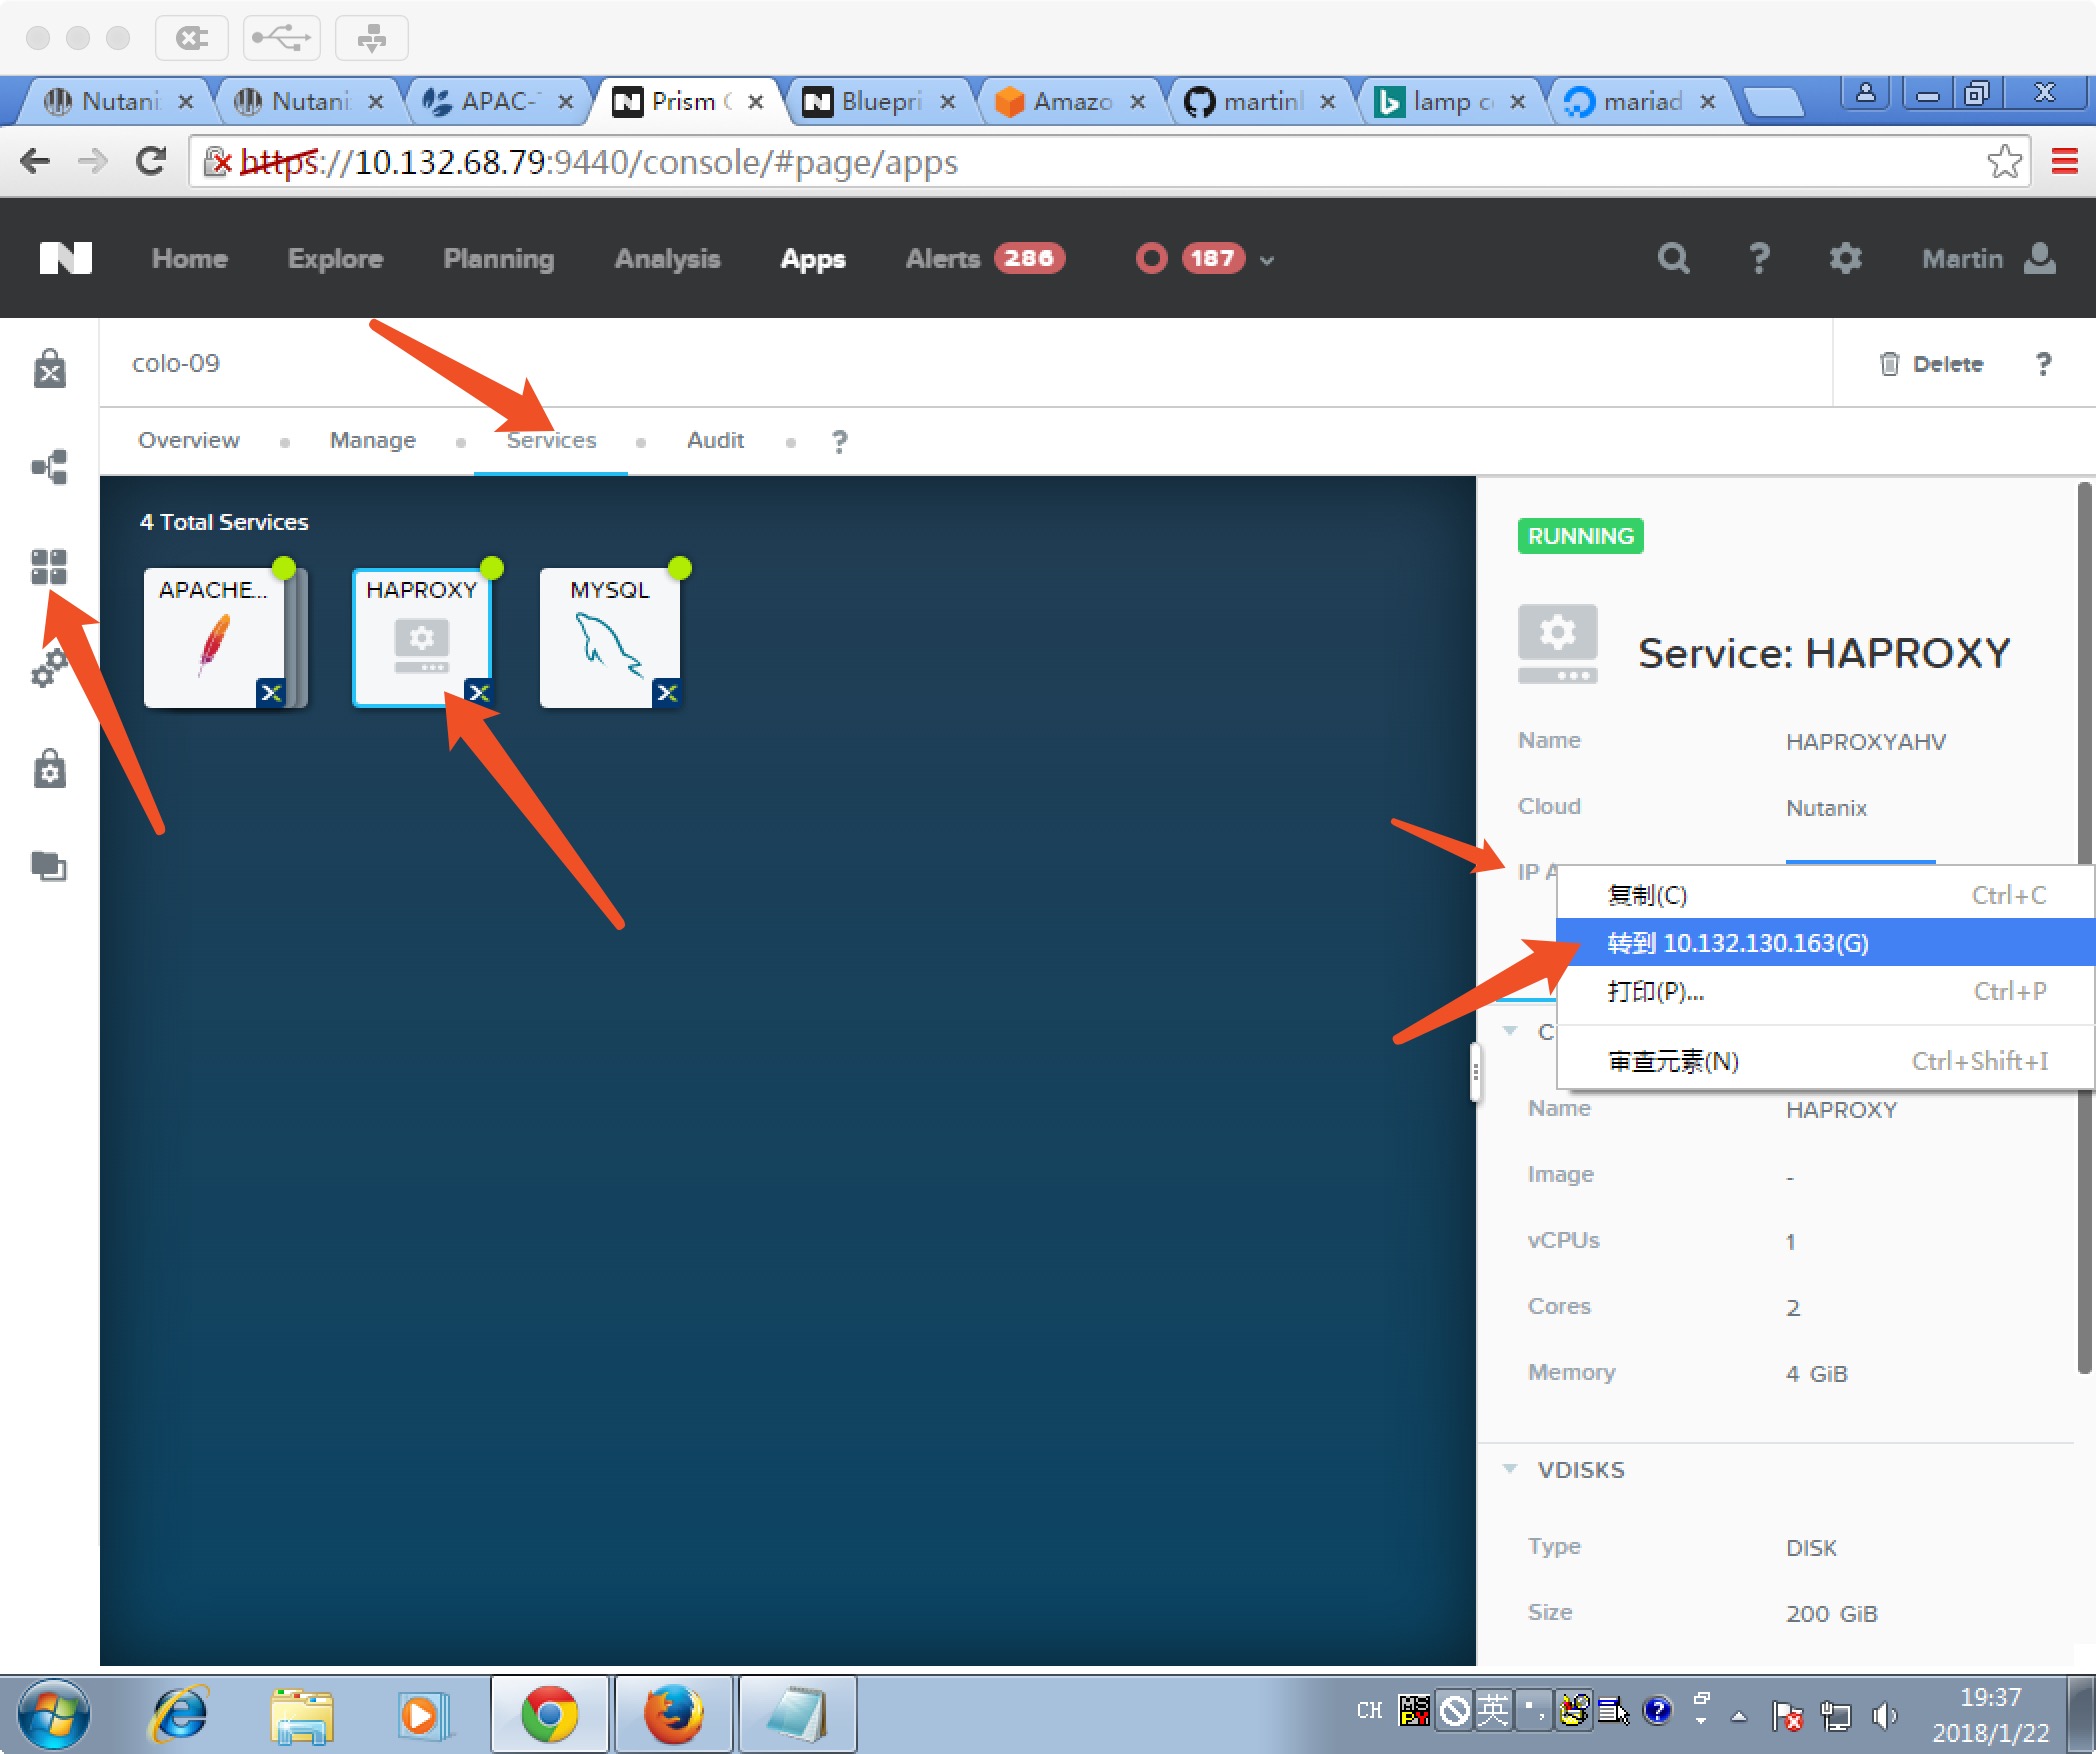 Nutani
Nutani
APAC-
Prism
Bluepri
Amazo
martinl
lamp c
mariad
https://10.132.68.79:9440/console/#page/apps
Home
Explore
Planning
Analysis
Apps
Alerts
286
187
?
Martin
colo-09
Delete
?
Overview
Manage
Services
Audit
?
4 Total Services
APACHE...
HAPROXY
MYSQL
RUNNING
Service: HAPROXY
Name
HAPROXYAHV
Cloud
Nutanix
IP A
复制(C)
Ctrl+C
转到 10.132.130.163(G)
打印(P)...
Ctrl+P
C
审查元素(N)
Ctrl+Shift+I
Name
HAPROXY
Image
-
vCPUs
1
Cores
2
Memory
4 GiB
VDISKS
Type
DISK
Size
200 GiB
CH
英
19:37
2018/1/22